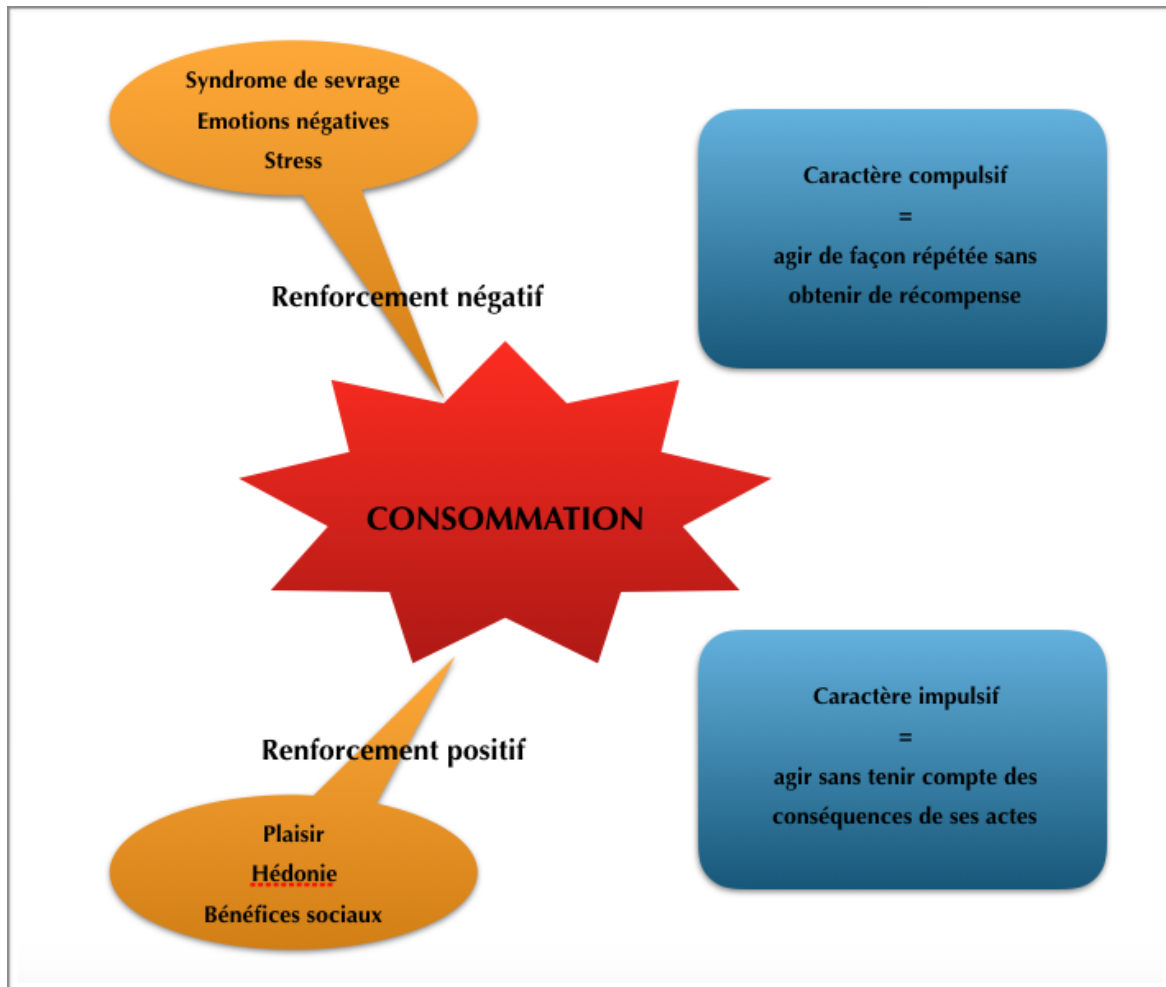 Syndrome de sevrage
Emotions négatives
Stress
Caractère compulsif
=
agir de façon répétée sans
obtenir de récompense
Renforcement négatif
CONSOMMATION
Renforcement positif
Caractère impulsif
=
agir sans tenir compte des
conséquences de ses actes
Plaisir
Hédonie
Bénéfices sociaux